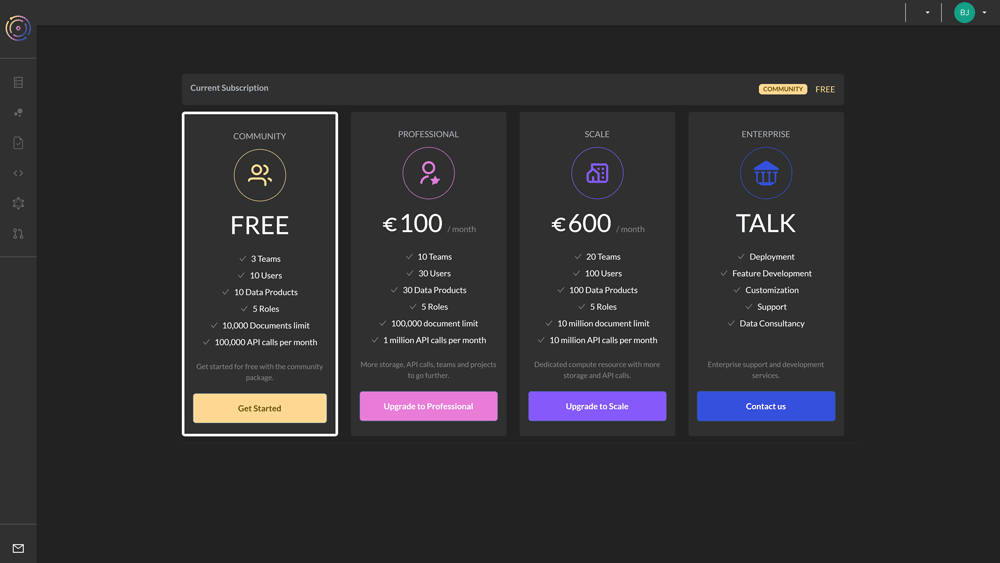 BJ
Current Subscription
COMMUNITY FREE
COMMUNITY
FREE
3 Teams
10 Users
10 Data Products
5 Roles
10,000 Documents limit
100,000 API calls per month
Get started for free with the community
package.
Get Started
PROFESSIONAL
€100 / month
10 Teams
30 Users
30 Data Products
5 Roles
100,000 document limit
1 million API calls per month
More storage, API calls, teams and projects
to go further.
Upgrade to Professional
SCALE
€600 / month
20 Teams
100 Users
100 Data Products
5 Roles
10 million document limit
10 million API calls per month
Dedicated compute resource with more
storage and API calls.
Upgrade to Scale
ENTERPRISE
TALK
Deployment
Feature Development
Customization
Support
Data Consultancy
Enterprise support and development
services.
Contact us